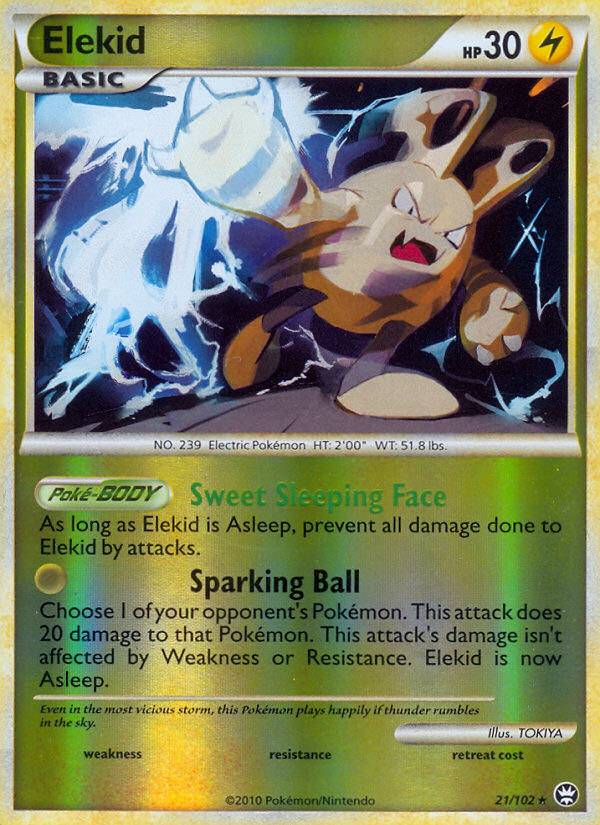 Elekid
HP 30
BASIC
NO. 239 Electric Pokémon HT: 2'00" WT: 51.8 lbs.
Poké-BODY Sweet Sleeping Face
As long as Elekid is Asleep, prevent all damage done to
Elekid by attacks.
Sparking Ball
Choose 1 of your opponent's Pokémon. This attack does
20 damage to that Pokémon. This attack's damage isn't
affected by Weakness or Resistance. Elekid is now
Asleep.
Even in the most vicious storm, this Pokémon plays happily if thunder rumbles
in the sky.
Illus. TOKIYA
weakness resistance retreat cost
©2010 Pokémon/Nintendo 21/102 ★